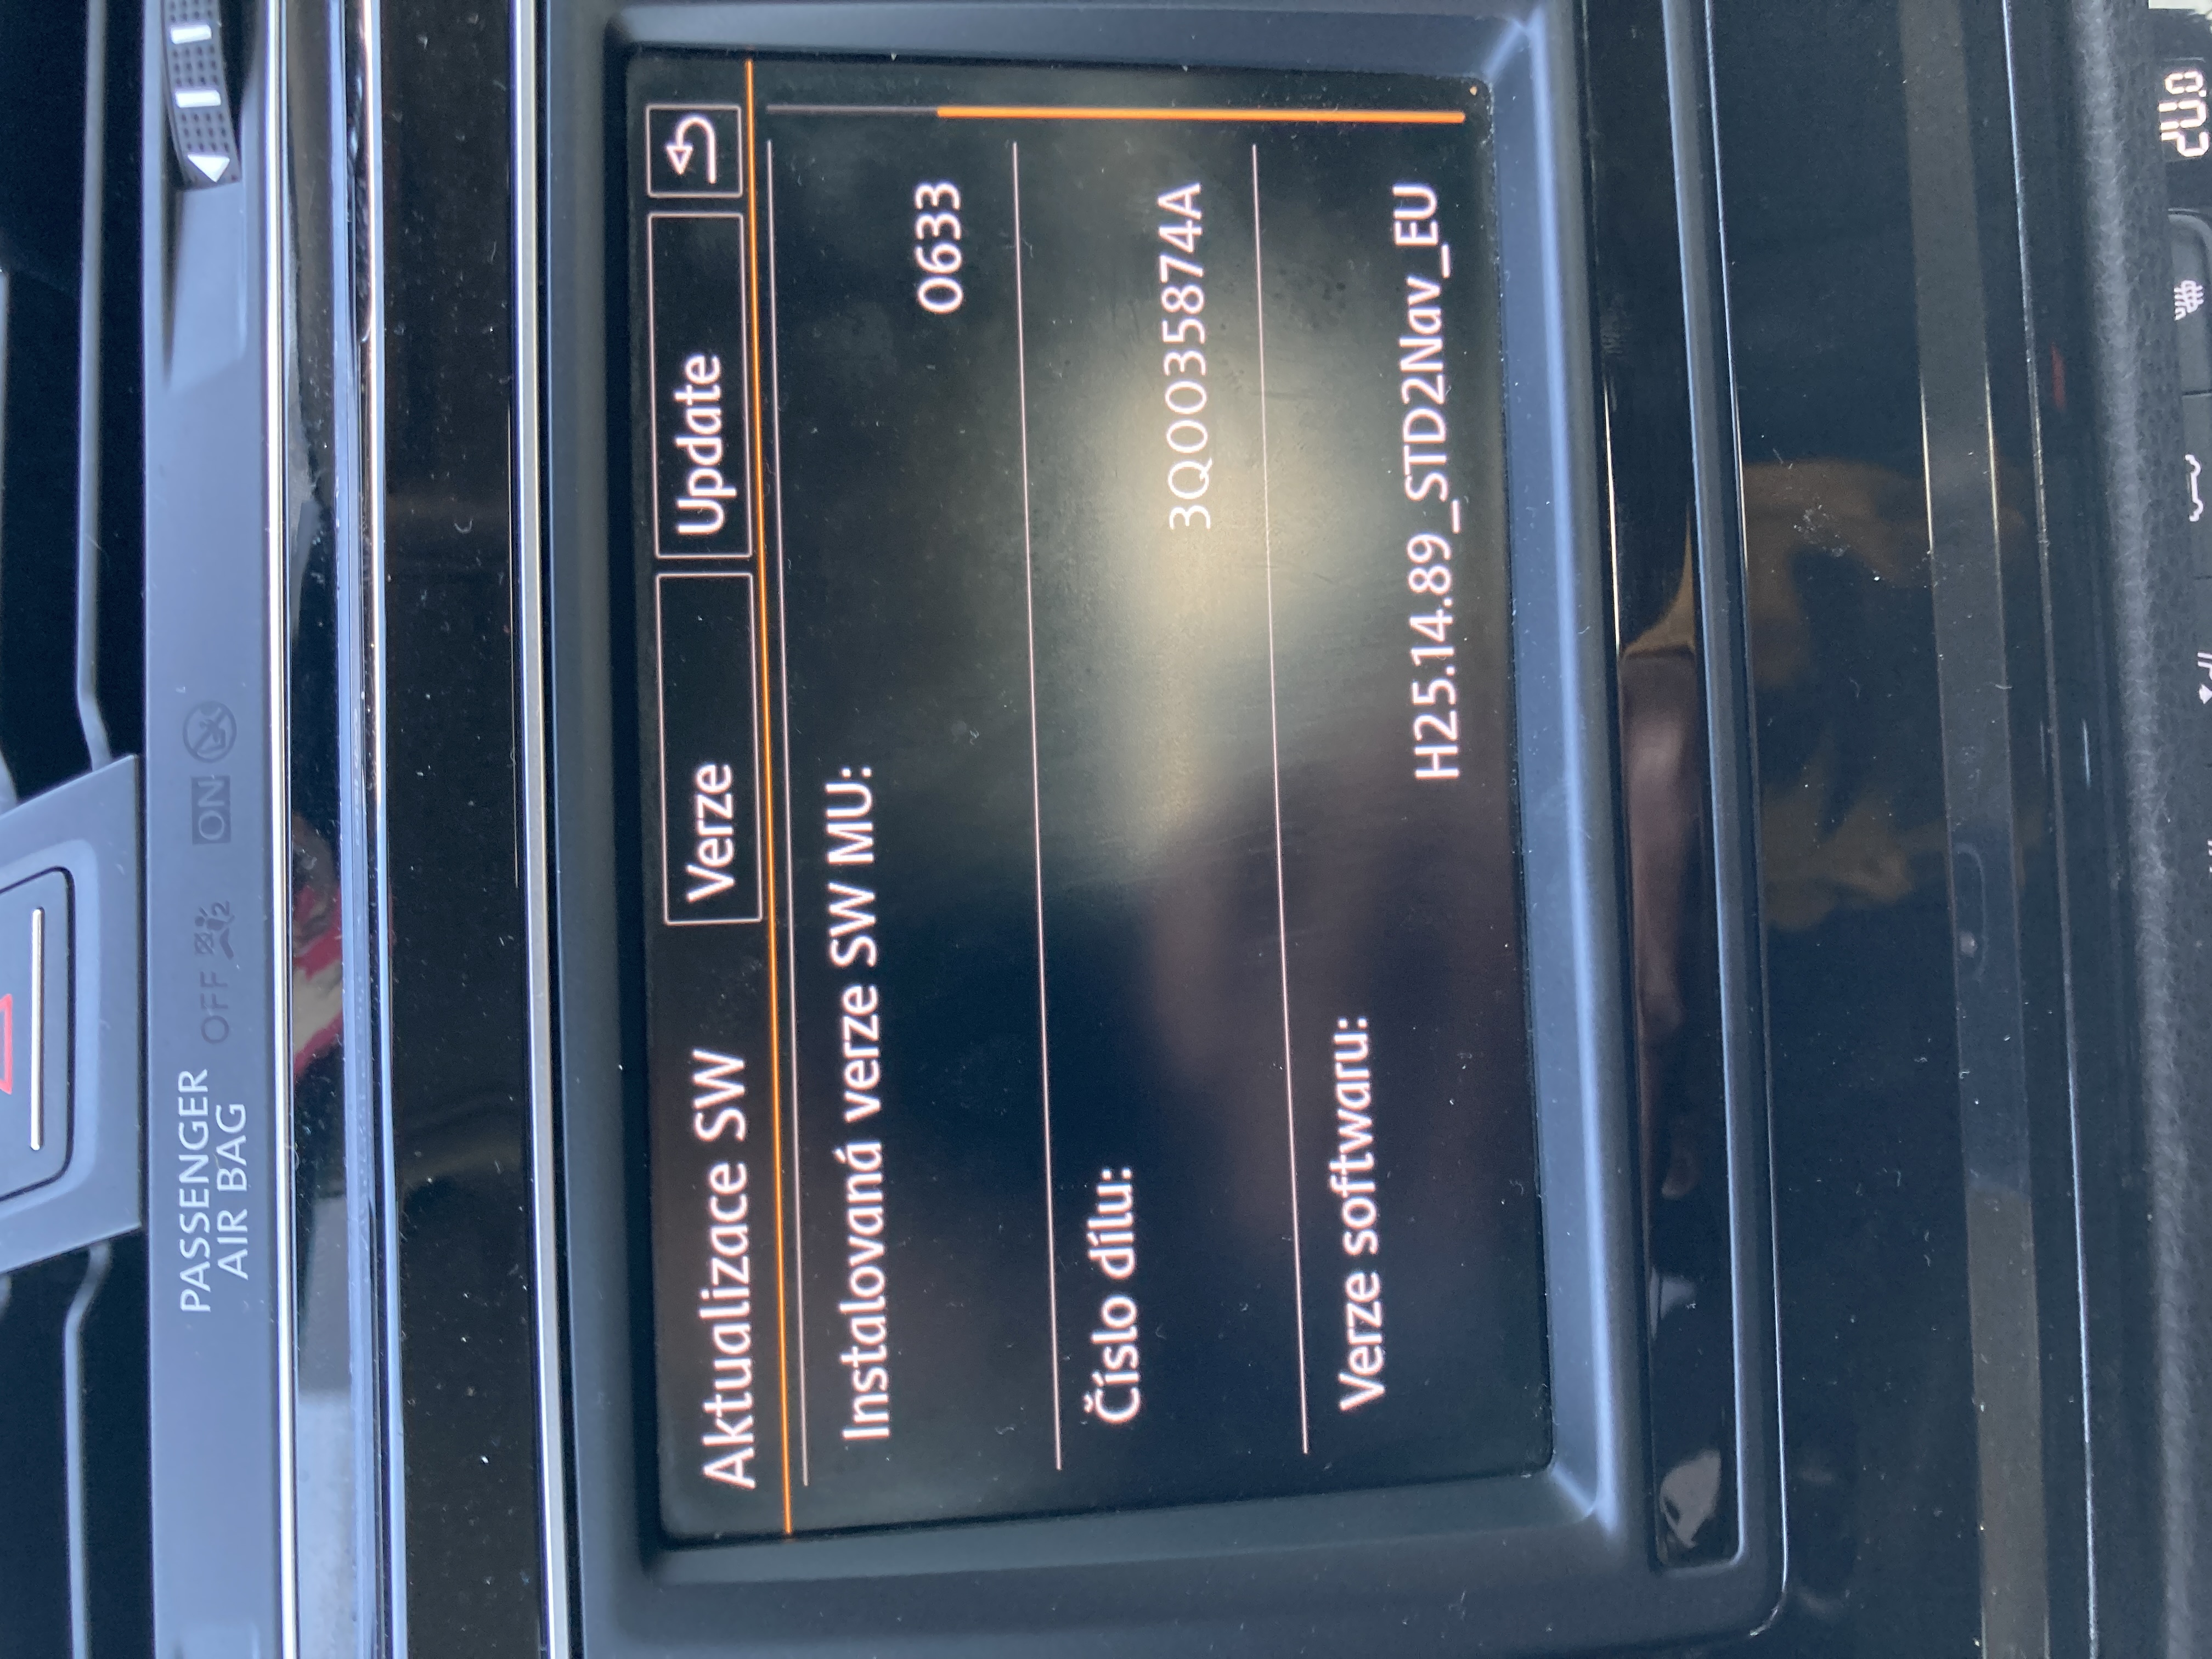 PASSENGER
AIR BAG
OFF
2
ON
Aktualizace SW
Verze
Update
Instalovaná verze SW MU:
0633
Číslo dílu:
3Q0035874A
Verze softwaru:
H25.14.89_STD2Nav_EU